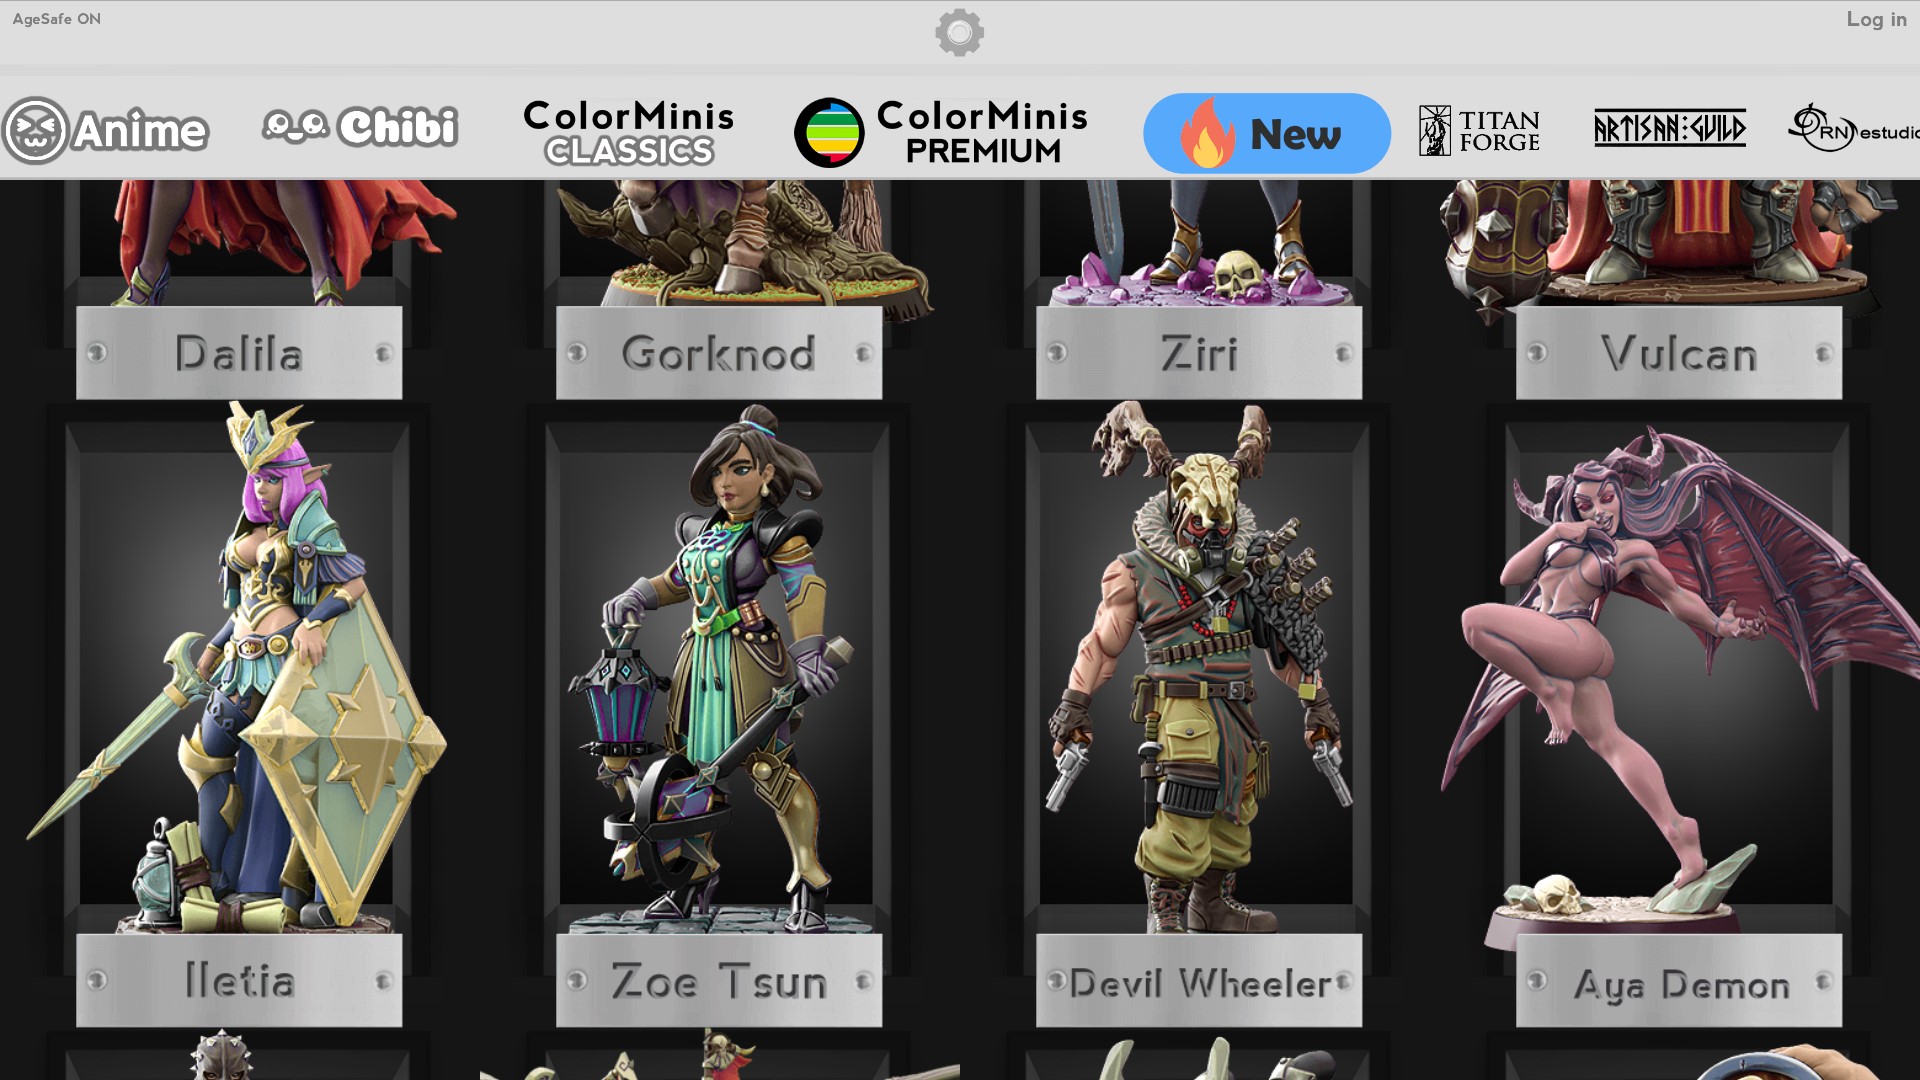 AgeSafe ON
Log in
Anime
Chibi
ColorMinis
CLASSICS
ColorMinis
PREMIUM
New
TITAN
FORGE
ARTISAN:GUILD
RN estudio
Dalila
Gorknod
Ziri
Vulcan
Iletia
Zoe Tsun
Devil Wheeler
Aya Demon